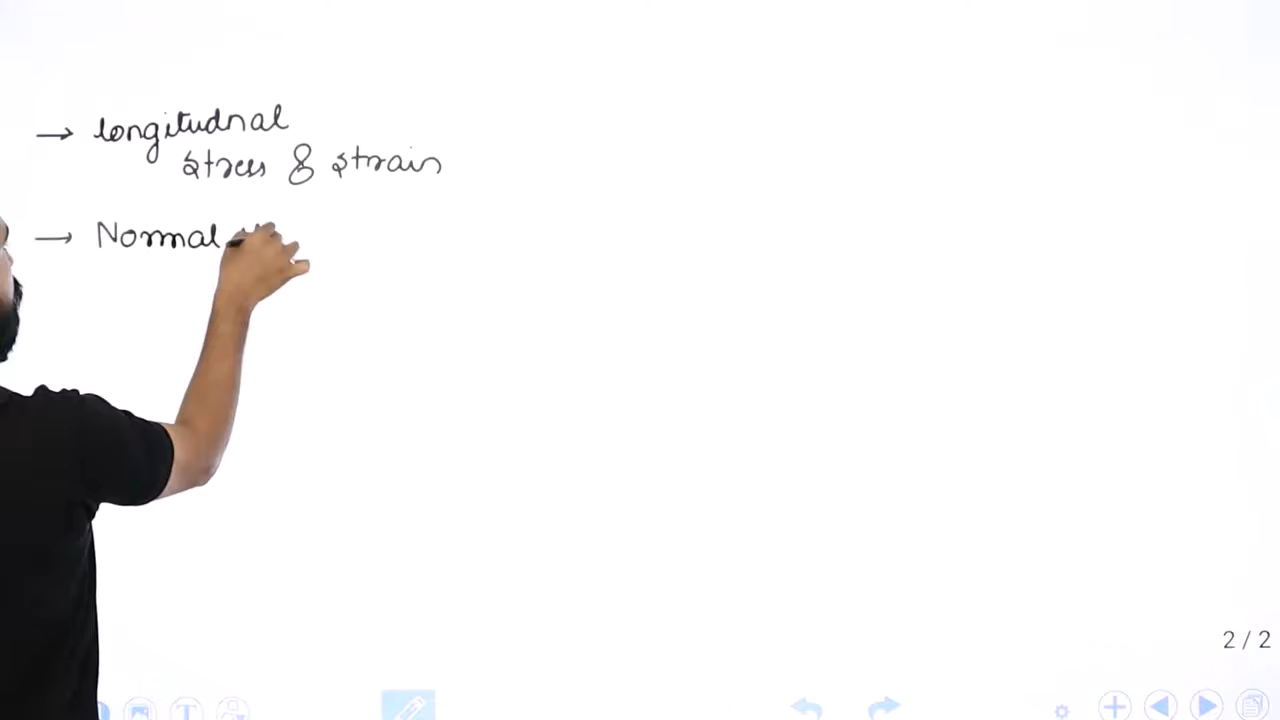 → longitudnal
stress & strain
→ Normal
2 / 2